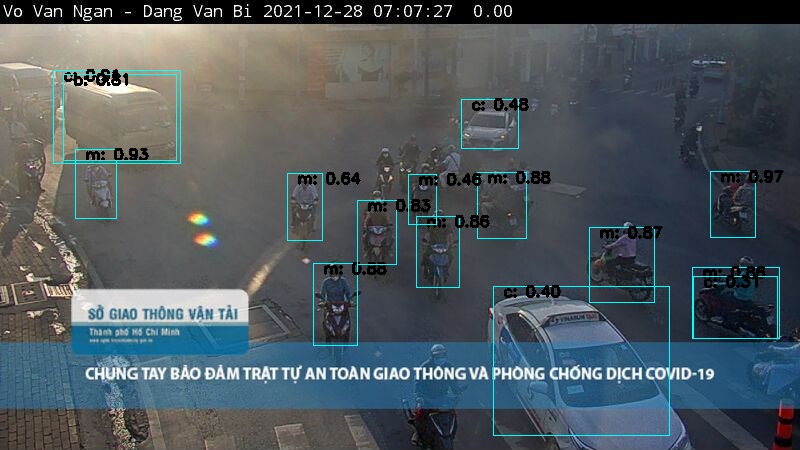 Vo Van Ngan - Dang Van Bi 2021-12-28 07:07:27  0.00
c: 0.48
m: 0.93
m: 0.64
m: 0.46
m: 0.88
m: 0.97
m: 0.83
m: 0.86
m: 0.87
m: 0.88
c: 0.31
c: 0.40
SỞ GIAO THÔNG VẬN TẢI
Thành phố Hồ Chí Minh
VINASUN TAXI
CHUNG TAY BẢO ĐẢM TRẬT TỰ AN TOÀN GIAO THÔNG VÀ PHÒNG CHỐNG DỊCH COVID-19